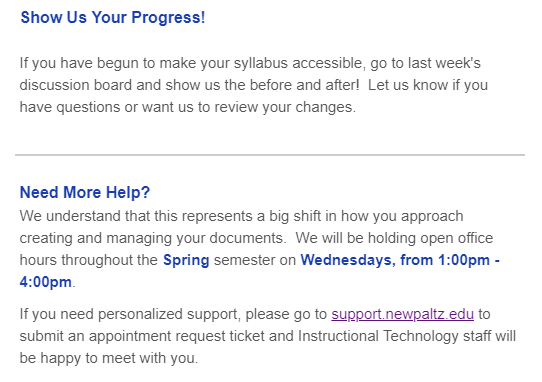 Show Us Your Progress!
If you have begun to make your syllabus accessible, go to last week's
discussion board and show us the before and after!  Let us know if you
have questions or want us to review your changes.
Need More Help?
We understand that this represents a big shift in how you approach
creating and managing your documents.  We will be holding open office
hours throughout the Spring semester on Wednesdays, from 1:00pm -
4:00pm.
If you need personalized support, please go to support.newpaltz.edu to
submit an appointment request ticket and Instructional Technology staff will
be happy to meet with you.